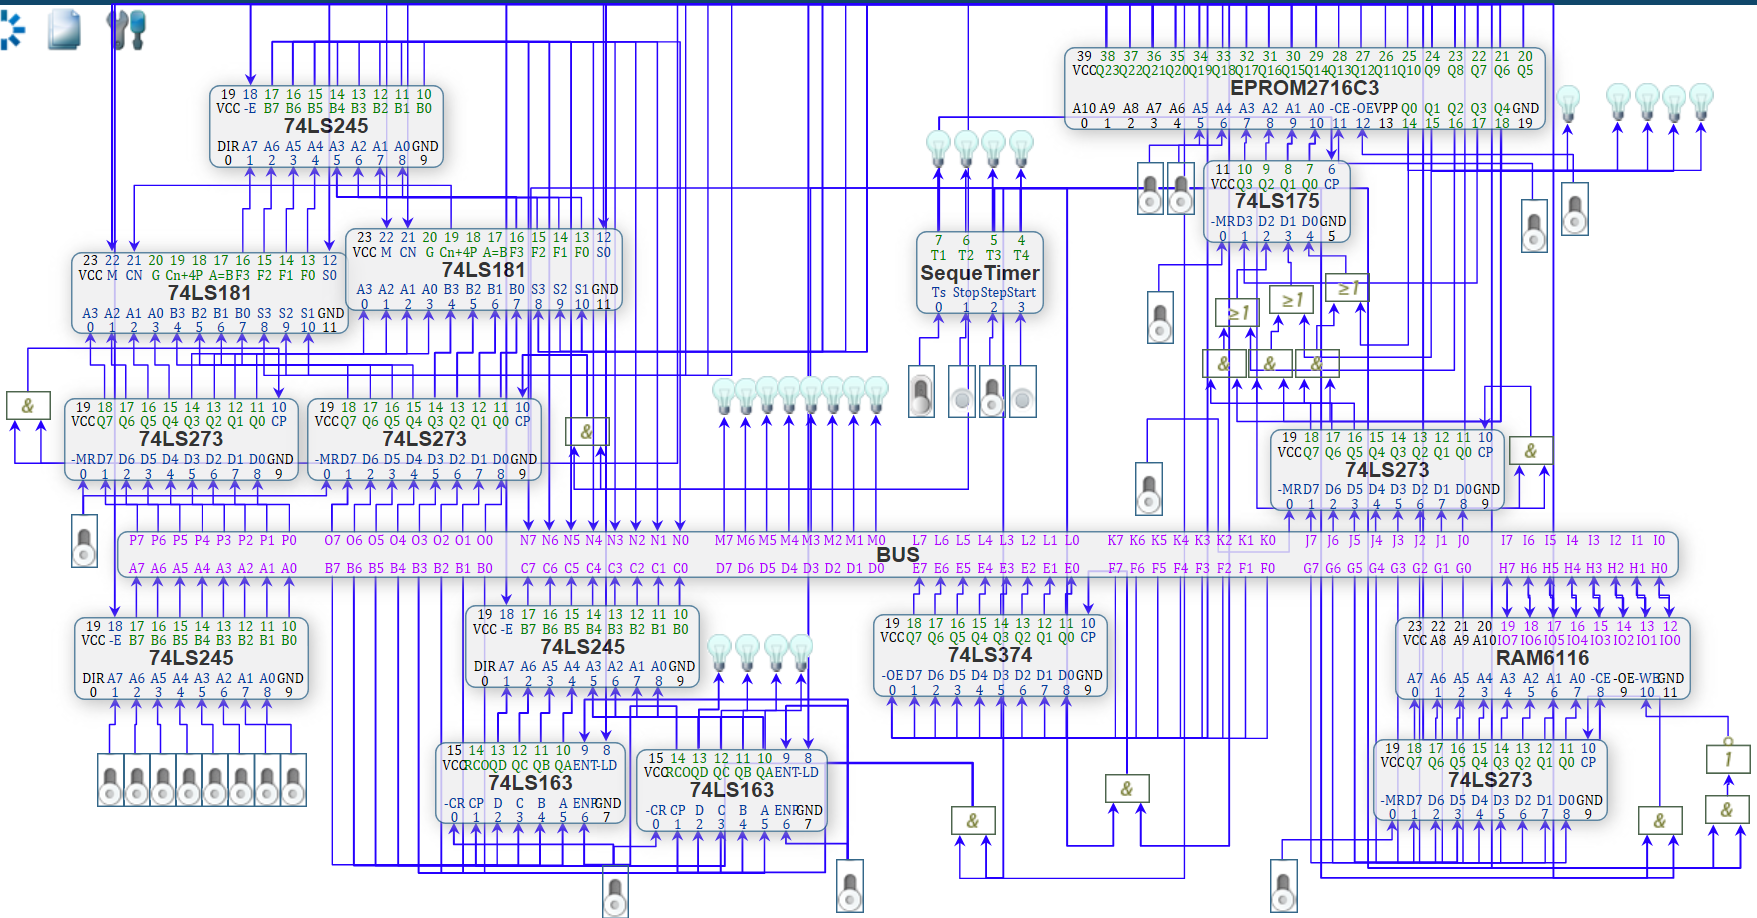 39 38 37 36 35 34 33 32 31 30 29 28 27 26 25 24 23 22 21 20
VCC Q23 Q22 Q21 Q20 Q19 Q18 Q17 Q16 Q15 Q14 Q13 Q12 Q11 Q10 Q9 Q8 Q7 Q6 Q5
EPROM2716C3
A10 A9 A8 A7 A6 A5 A4 A3 A2 A1 A0 -CE -OE VPP Q0 Q1 Q2 Q3 Q4 GND
0 1 2 3 4 5 6 7 8 9 10 11 12 13 14 15 16 17 18 19
19 18 17 16 15 14 13 12 11 10
VCC -E B7 B6 B5 B4 B3 B2 B1 B0
74LS245
DIR A7 A6 A5 A4 A3 A2 A1 A0 GND
0 1 2 3 4 5 6 7 8 9
11 10 9 8 7 6
VCC Q3 Q2 Q1 Q0 CP
74LS175
-MR D3 D2 D1 D0 GND
0 1 2 3 4 5
23 22 21 20 19 18 17 16 15 14 13 12
VCC M CN G Cn+4 P A=B F3 F2 F1 F0 S0
74LS181
A3 A2 A1 A0 B3 B2 B1 B0 S3 S2 S1 GND
0 1 2 3 4 5 6 7 8 9 10 11
23 22 21 20 19 18 17 16 15 14 13 12
VCC M CN G Cn+4 P A=B F3 F2 F1 F0 S0
74LS181
A3 A2 A1 A0 B3 B2 B1 B0 S3 S2 S1 GND
0 1 2 3 4 5 6 7 8 9 10 11
7 6 5 4
T1 T2 T3 T4
SequeTimer
Ts Stop Step Start
0 1 2 3
≥1
≥1
≥1
& & &
&
19 18 17 16 15 14 13 12 11 10
VCC Q7 Q6 Q5 Q4 Q3 Q2 Q1 Q0 CP
74LS273
-MR D7 D6 D5 D4 D3 D2 D1 D0 GND
0 1 2 3 4 5 6 7 8 9
19 18 17 16 15 14 13 12 11 10
VCC Q7 Q6 Q5 Q4 Q3 Q2 Q1 Q0 CP
74LS273
-MR D7 D6 D5 D4 D3 D2 D1 D0 GND
0 1 2 3 4 5 6 7 8 9
&
19 18 17 16 15 14 13 12 11 10
VCC Q7 Q6 Q5 Q4 Q3 Q2 Q1 Q0 CP
74LS273
-MR D7 D6 D5 D4 D3 D2 D1 D0 GND
0 1 2 3 4 5 6 7 8 9
&
P7 P6 P5 P4 P3 P2 P1 P0 O7 O6 O5 O4 O3 O2 O1 O0 N7 N6 N5 N4 N3 N2 N1 N0 M7 M6 M5 M4 M3 M2 M1 M0 L7 L6 L5 L4 L3 L2 L1 L0 K7 K6 K5 K4 K3 K2 K1 K0 J7 J6 J5 J4 J3 J2 J1 J0 I7 I6 I5 I4 I3 I2 I1 I0
BUS
A7 A6 A5 A4 A3 A2 A1 A0 B7 B6 B5 B4 B3 B2 B1 B0 C7 C6 C5 C4 C3 C2 C1 C0 D7 D6 D5 D4 D3 D2 D1 D0 E7 E6 E5 E4 E3 E2 E1 E0 F7 F6 F5 F4 F3 F2 F1 F0 G7 G6 G5 G4 G3 G2 G1 G0 H7 H6 H5 H4 H3 H2 H1 H0
19 18 17 16 15 14 13 12 11 10
VCC -E B7 B6 B5 B4 B3 B2 B1 B0
74LS245
DIR A7 A6 A5 A4 A3 A2 A1 A0 GND
0 1 2 3 4 5 6 7 8 9
19 18 17 16 15 14 13 12 11 10
VCC -E B7 B6 B5 B4 B3 B2 B1 B0
74LS245
DIR A7 A6 A5 A4 A3 A2 A1 A0 GND
0 1 2 3 4 5 6 7 8 9
19 18 17 16 15 14 13 12 11 10
VCC Q7 Q6 Q5 Q4 Q3 Q2 Q1 Q0 CP
74LS374
-OE D7 D6 D5 D4 D3 D2 D1 D0 GND
0 1 2 3 4 5 6 7 8 9
23 22 21 20 19 18 17 16 15 14 13 12
VCC A8 A9 A10 IO7 IO6 IO5 IO4 IO3 IO2 IO1 IO0
RAM6116
A7 A6 A5 A4 A3 A2 A1 A0 -CE -OE -WE GND
0 1 2 3 4 5 6 7 8 9 10 11
15 14 13 12 11 10 9 8
VCC RCO QD QC QB QA ENT -LD
74LS163
-CR CP D C B A ENP GND
0 1 2 3 4 5 6 7
15 14 13 12 11 10 9 8
VCC RCO QD QC QB QA ENT -LD
74LS163
-CR CP D C B A ENP GND
0 1 2 3 4 5 6 7
&
&
19 18 17 16 15 14 13 12 11 10
VCC Q7 Q6 Q5 Q4 Q3 Q2 Q1 Q0 CP
74LS273
-MR D7 D6 D5 D4 D3 D2 D1 D0 GND
0 1 2 3 4 5 6 7 8 9
1
&
&